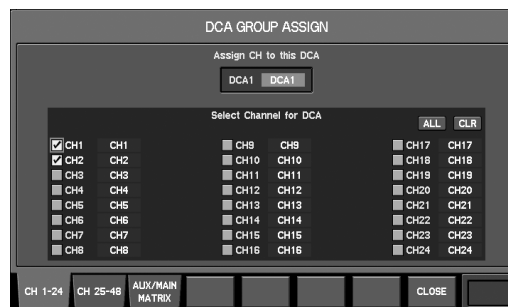 DCA GROUP ASSIGN
Assign CH to this DCA
DCA1 DCA1
Select Channel for DCA
ALL CLR
CH1 CH1 CH9 CH9 CH17 CH17
CH2 CH2 CH10 CH10 CH18 CH18
CH3 CH3 CH11 CH11 CH19 CH19
CH4 CH4 CH12 CH12 CH20 CH20
CH5 CH5 CH13 CH13 CH21 CH21
CH6 CH6 CH14 CH14 CH22 CH22
CH7 CH7 CH15 CH15 CH23 CH23
CH8 CH8 CH16 CH16 CH24 CH24
CH 1-24 CH 25-48 AUX/MAIN MATRIX CLOSE